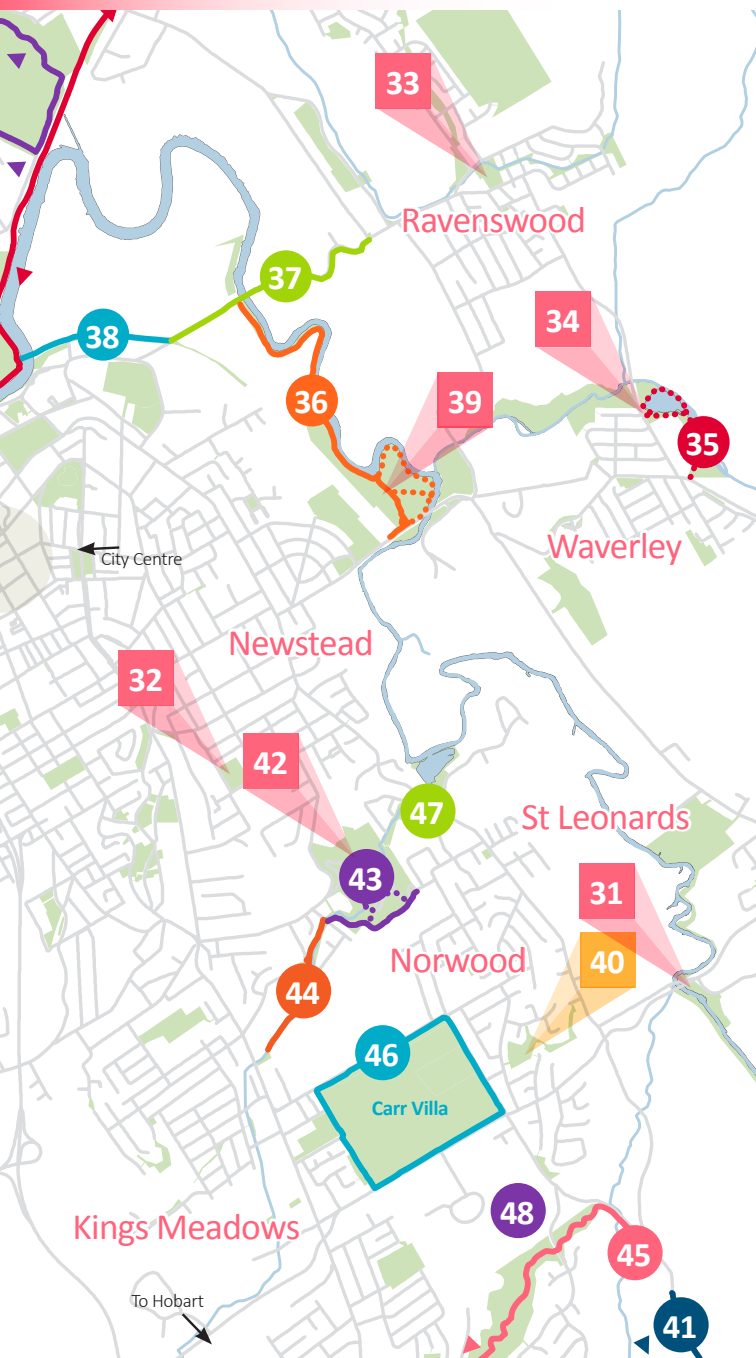 33
Ravenswood
37
34
38
36
39
35
City Centre
Waverley
Newstead
32
42
47
St Leonards
43
31
40
Norwood
44
46
Carr Villa
48
Kings Meadows
45
To Hobart
41